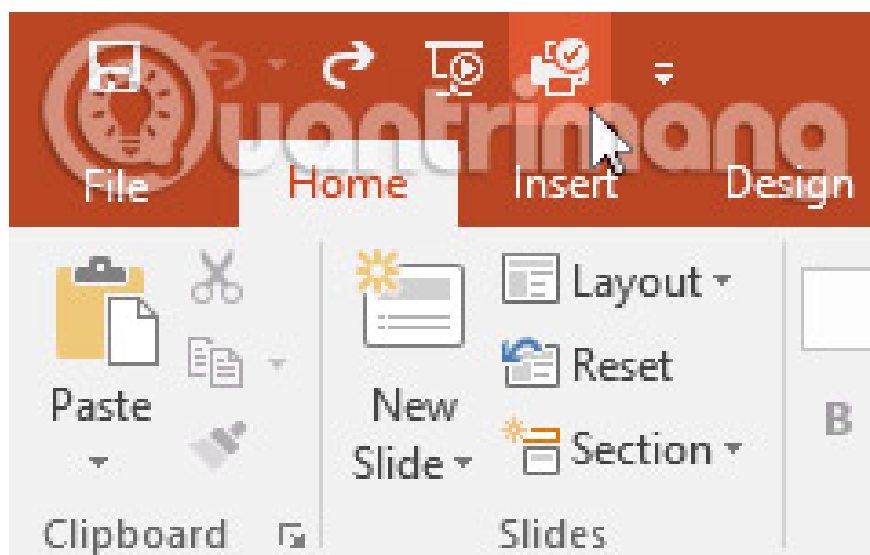 Quantrimang
File Home Insert Design
Layout
Reset
Paste New Slide Section
B
Clipboard Slides